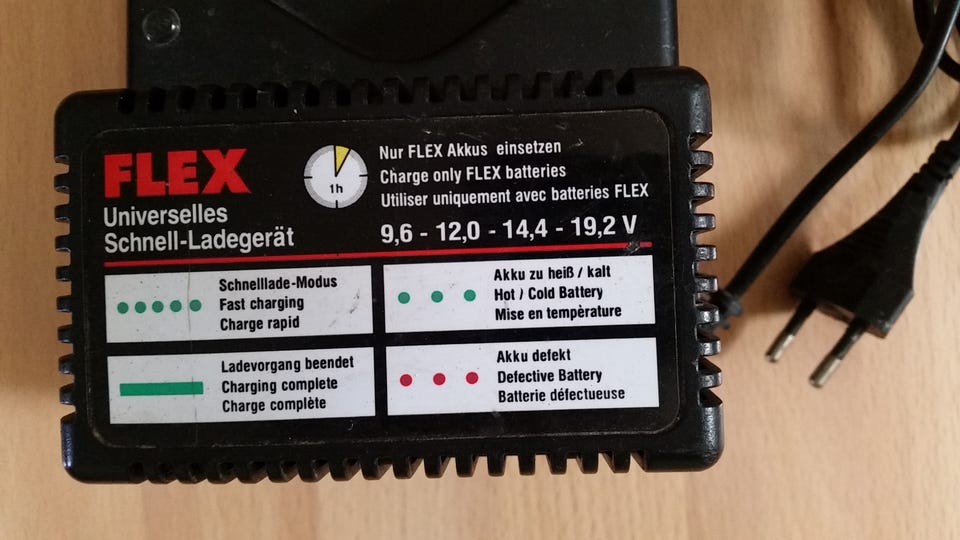 FLEX
Universelles
Schnell-Ladegerät
1h
Nur FLEX Akkus einsetzen
Charge only FLEX batteries
Utiliser uniquement avec batteries FLEX
9,6 - 12,0 - 14,4 - 19,2 V
Schnelllade-Modus
Fast charging
Charge rapid
Akku zu heiß / kalt
Hot / Cold Battery
Mise en tempèrature
Ladevorgang beendet
Charging complete
Charge complète
Akku defekt
Defective Battery
Batterie défectueuse